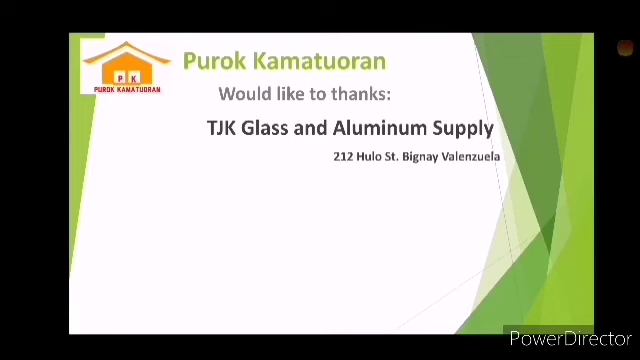 Purok Kamatuoran
P K
PUROK KAMATUORAN
Would like to thanks:
TJK Glass and Aluminum Supply
212 Hulo St. Bignay Valenzuela
PowerDirector